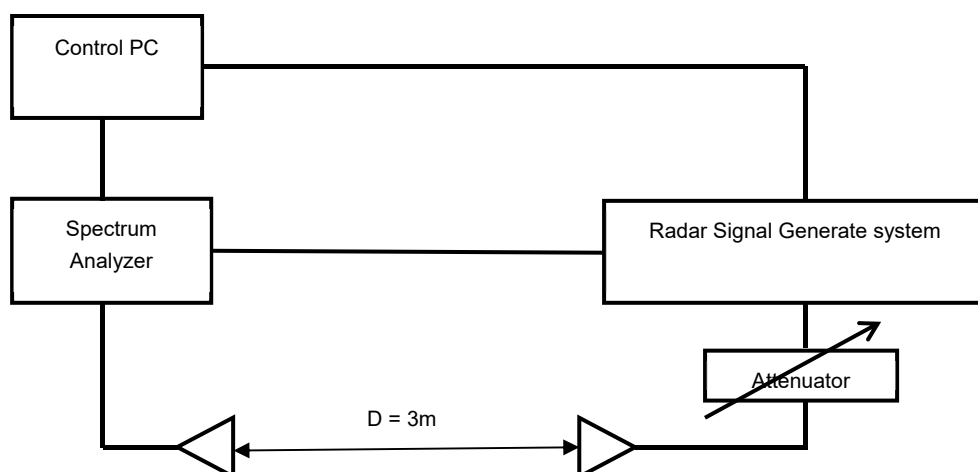 Control PC
Spectrum
Analyzer
Radar Signal Generate system
Attenuator
D = 3m